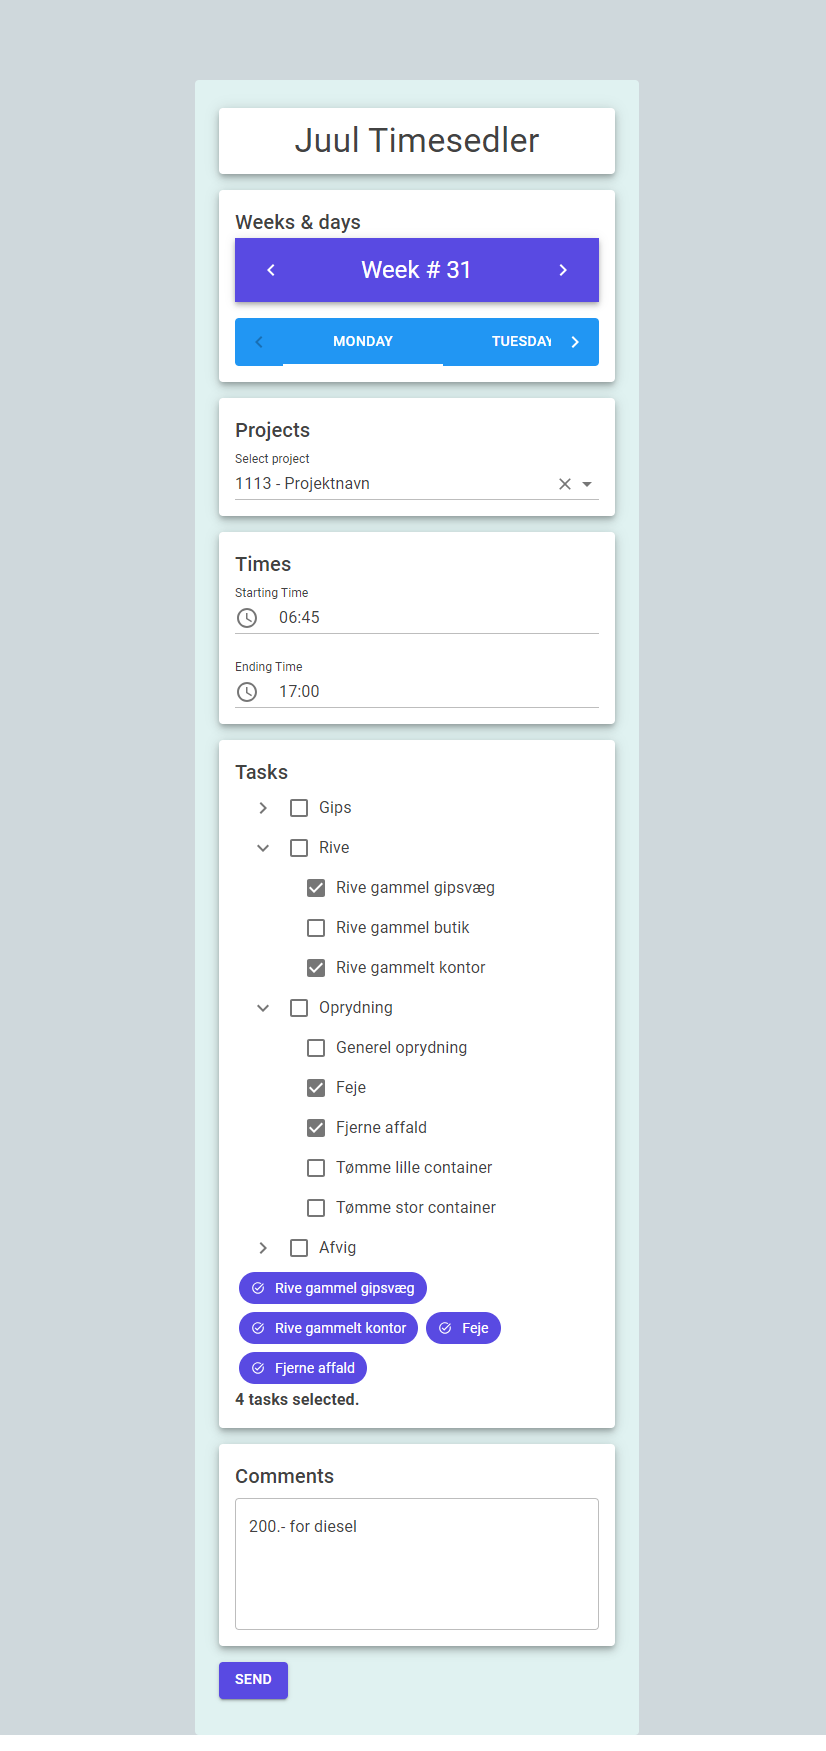 Juul Timesedler
Weeks & days
Week # 31
MONDAY TUESDAY
Projects
Select project
1113 - Projektnavn
Times
Starting Time
06:45
Ending Time
17:00
Tasks
Gips
Rive
Rive gammel gipsvæg
Rive gammel butik
Rive gammelt kontor
Oprydning
Generel oprydning
Feje
Fjerne affald
Tømme lille container
Tømme stor container
Afvig
Rive gammel gipsvæg
Rive gammelt kontor Feje
Fjerne affald
4 tasks selected.
Comments
200.- for diesel
SEND